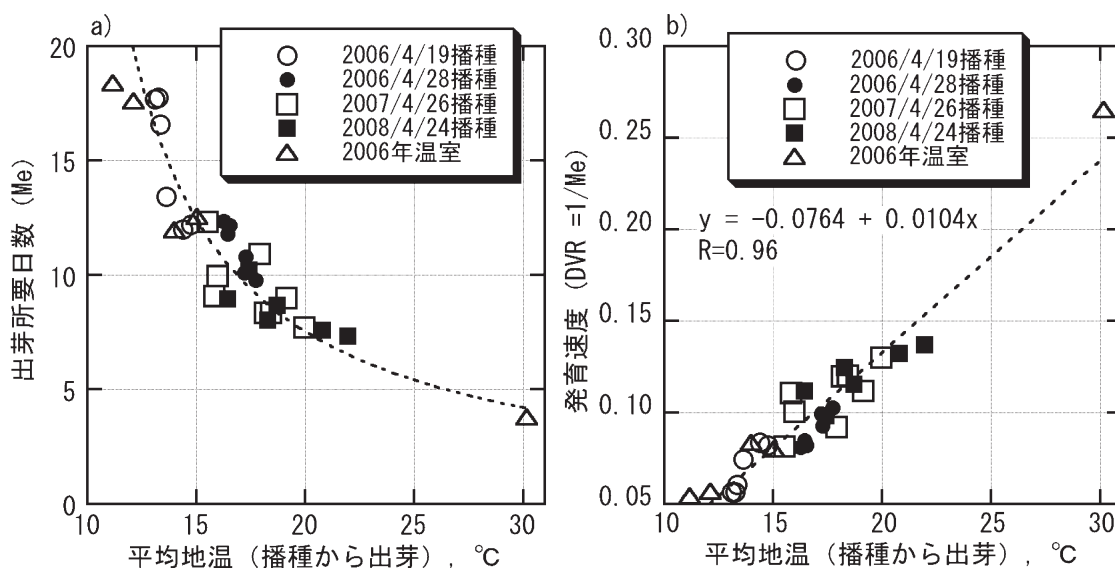 a)
20
15
10
5
0
出芽所要日数 (Me)
2006/4/19播種
2006/4/28播種
2007/4/26播種
2008/4/24播種
2006年温室
10
15
20
25
30
平均地温 (播種から出芽), ℃
b)
0.30
0.25
0.20
0.15
0.10
0.05
発育速度 (DVR =1/Me)
2006/4/19播種
2006/4/28播種
2007/4/26播種
2008/4/24播種
2006年温室
y = -0.0764 + 0.0104x
R=0.96
10
15
20
25
30
平均地温 (播種から出芽), ℃